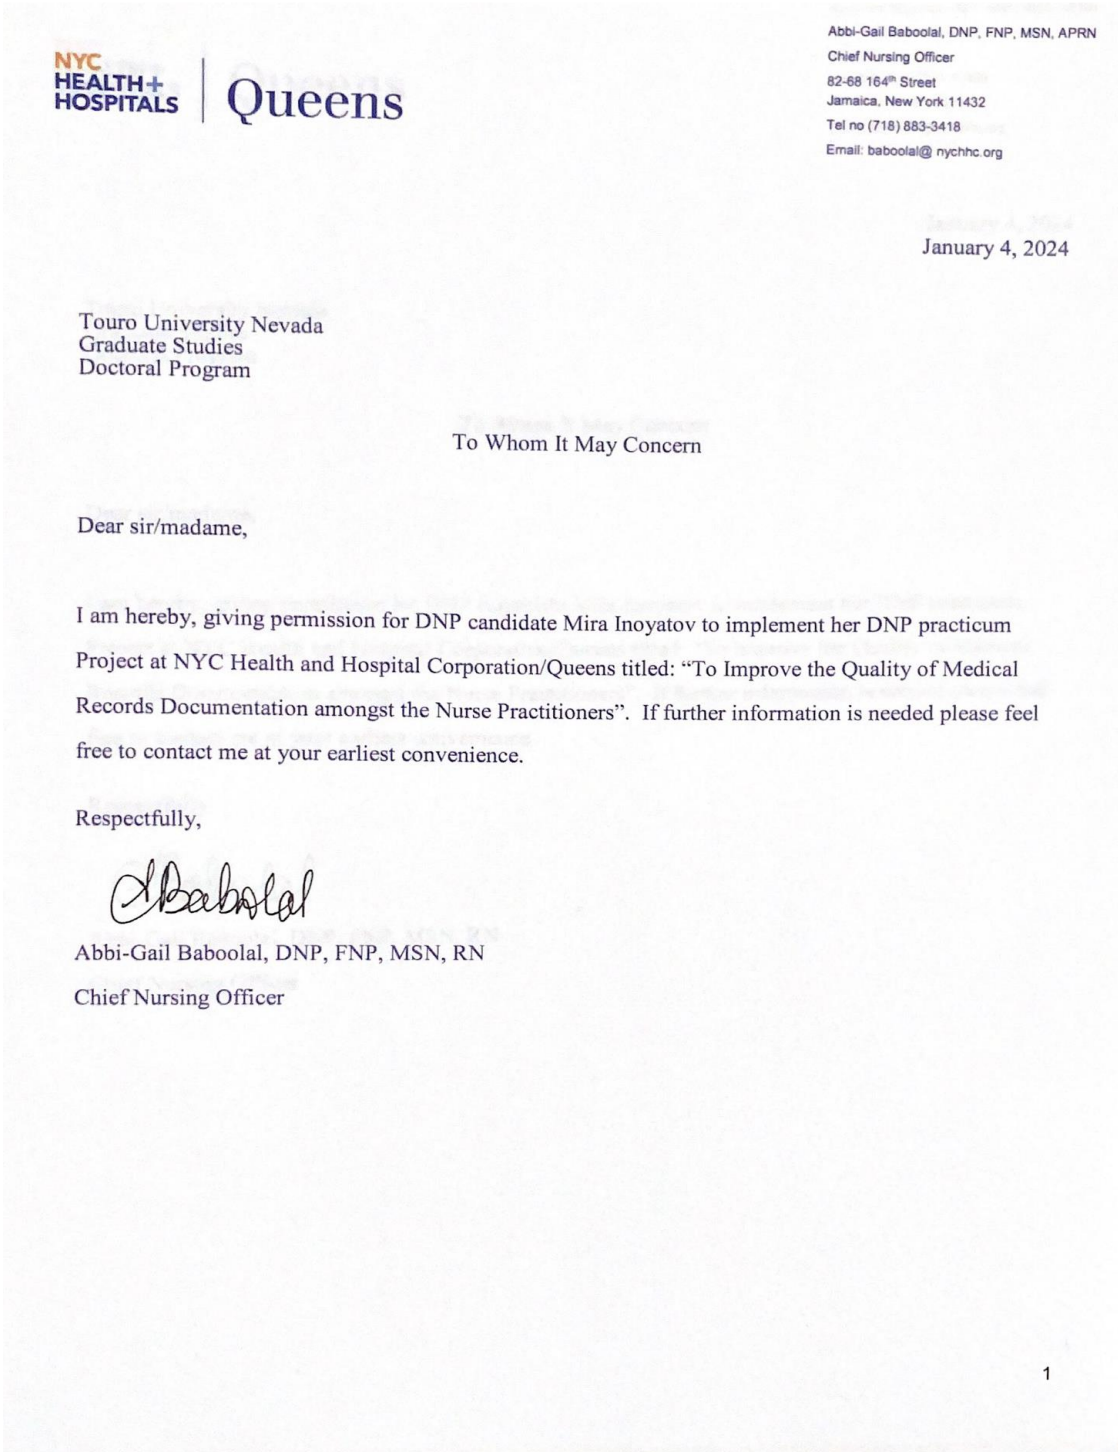 NYC
HEALTH+
HOSPITALS
Queens
Abbi-Gail Baboolal, DNP, FNP, MSN, APRN
Chief Nursing Officer
82-68 164th Street
Jamaica, New York 11432
Tel no (718) 883-3418
Email: baboolal@ nychhc.org
January 4, 2024
Touro University Nevada
Graduate Studies
Doctoral Program
To Whom It May Concern
Dear sir/madame,
I am hereby, giving permission for DNP candidate Mira Inoyatov to implement her DNP practicum
Project at NYC Health and Hospital Corporation/Queens titled: “To Improve the Quality of Medical
Records Documentation amongst the Nurse Practitioners”.  If further information is needed please feel
free to contact me at your earliest convenience.
Respectfully,
ABabolal
Abbi-Gail Baboolal, DNP, FNP, MSN, RN
Chief Nursing Officer
1